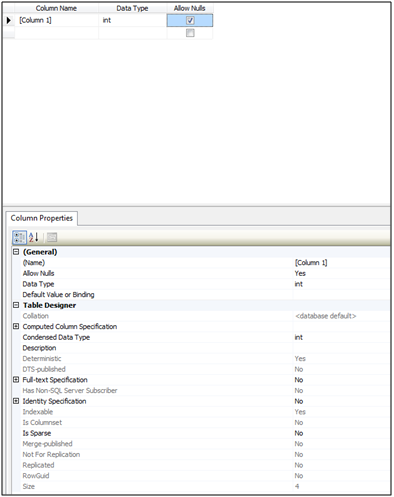 Column Name Data Type Allow Nulls
[Column 1] int
Column Properties
(General)
(Name) [Column 1]
Allow Nulls Yes
Data Type int
Default Value or Binding
Table Designer
Collation <database default>
Computed Column Specification
Condensed Data Type int
Description
Deterministic Yes
DTS-published No
Full-text Specification No
Has Non-SQL Server Subscriber No
Identity Specification No
Indexable Yes
Is Columnset No
Is Sparse No
Merge-published No
Not For Replication No
Replicated No
RowGuid No
Size 4